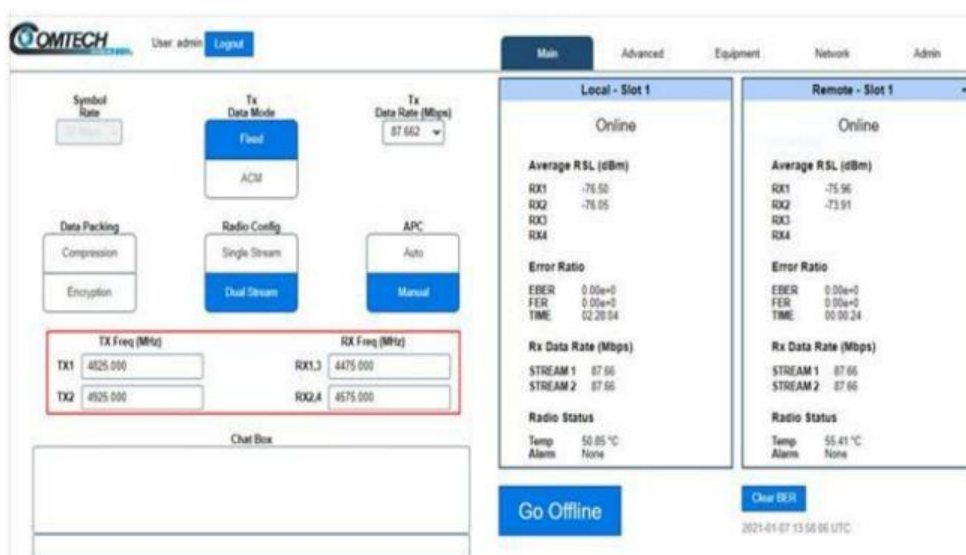 COMTECH
User: admin Logout
Main Advanced Equipment Network Admin
Symbol Rate
Tx Data Mode
Fixed
ACM
Tx Data Rate (Mbps)
87.662
Data Packing
Compression
Encryption
Radio Config
Single Stream
Dual Stream
APC
Auto
Manual
TX Freq (MHz) RX Freq (MHz)
TX1 4825.000 RX1,3 4475.000
TX2 4925.000 RX2,4 4575.000
Chat Box
Local - Slot 1
Online
Average RSL (dBm)
RX1 -76.50
RX2 -76.05
RX3
RX4
Error Ratio
EBER 0.00e+0
FER 0.00e+0
TIME 02:28:04
Rx Data Rate (Mbps)
STREAM 1 87.66
STREAM 2 87.66
Radio Status
Temp 50.85 °C
Alarm None
Go Offline
Remote - Slot 1
Online
Average RSL (dBm)
RX1 -75.96
RX2 -73.91
RX3
RX4
Error Ratio
EBER 0.00e+0
FER 0.00e+0
TIME 00:00:24
Rx Data Rate (Mbps)
STREAM 1 87.66
STREAM 2 87.66
Radio Status
Temp 55.41 °C
Alarm None
Clear BER
2021-01-07 13:58:06 UTC